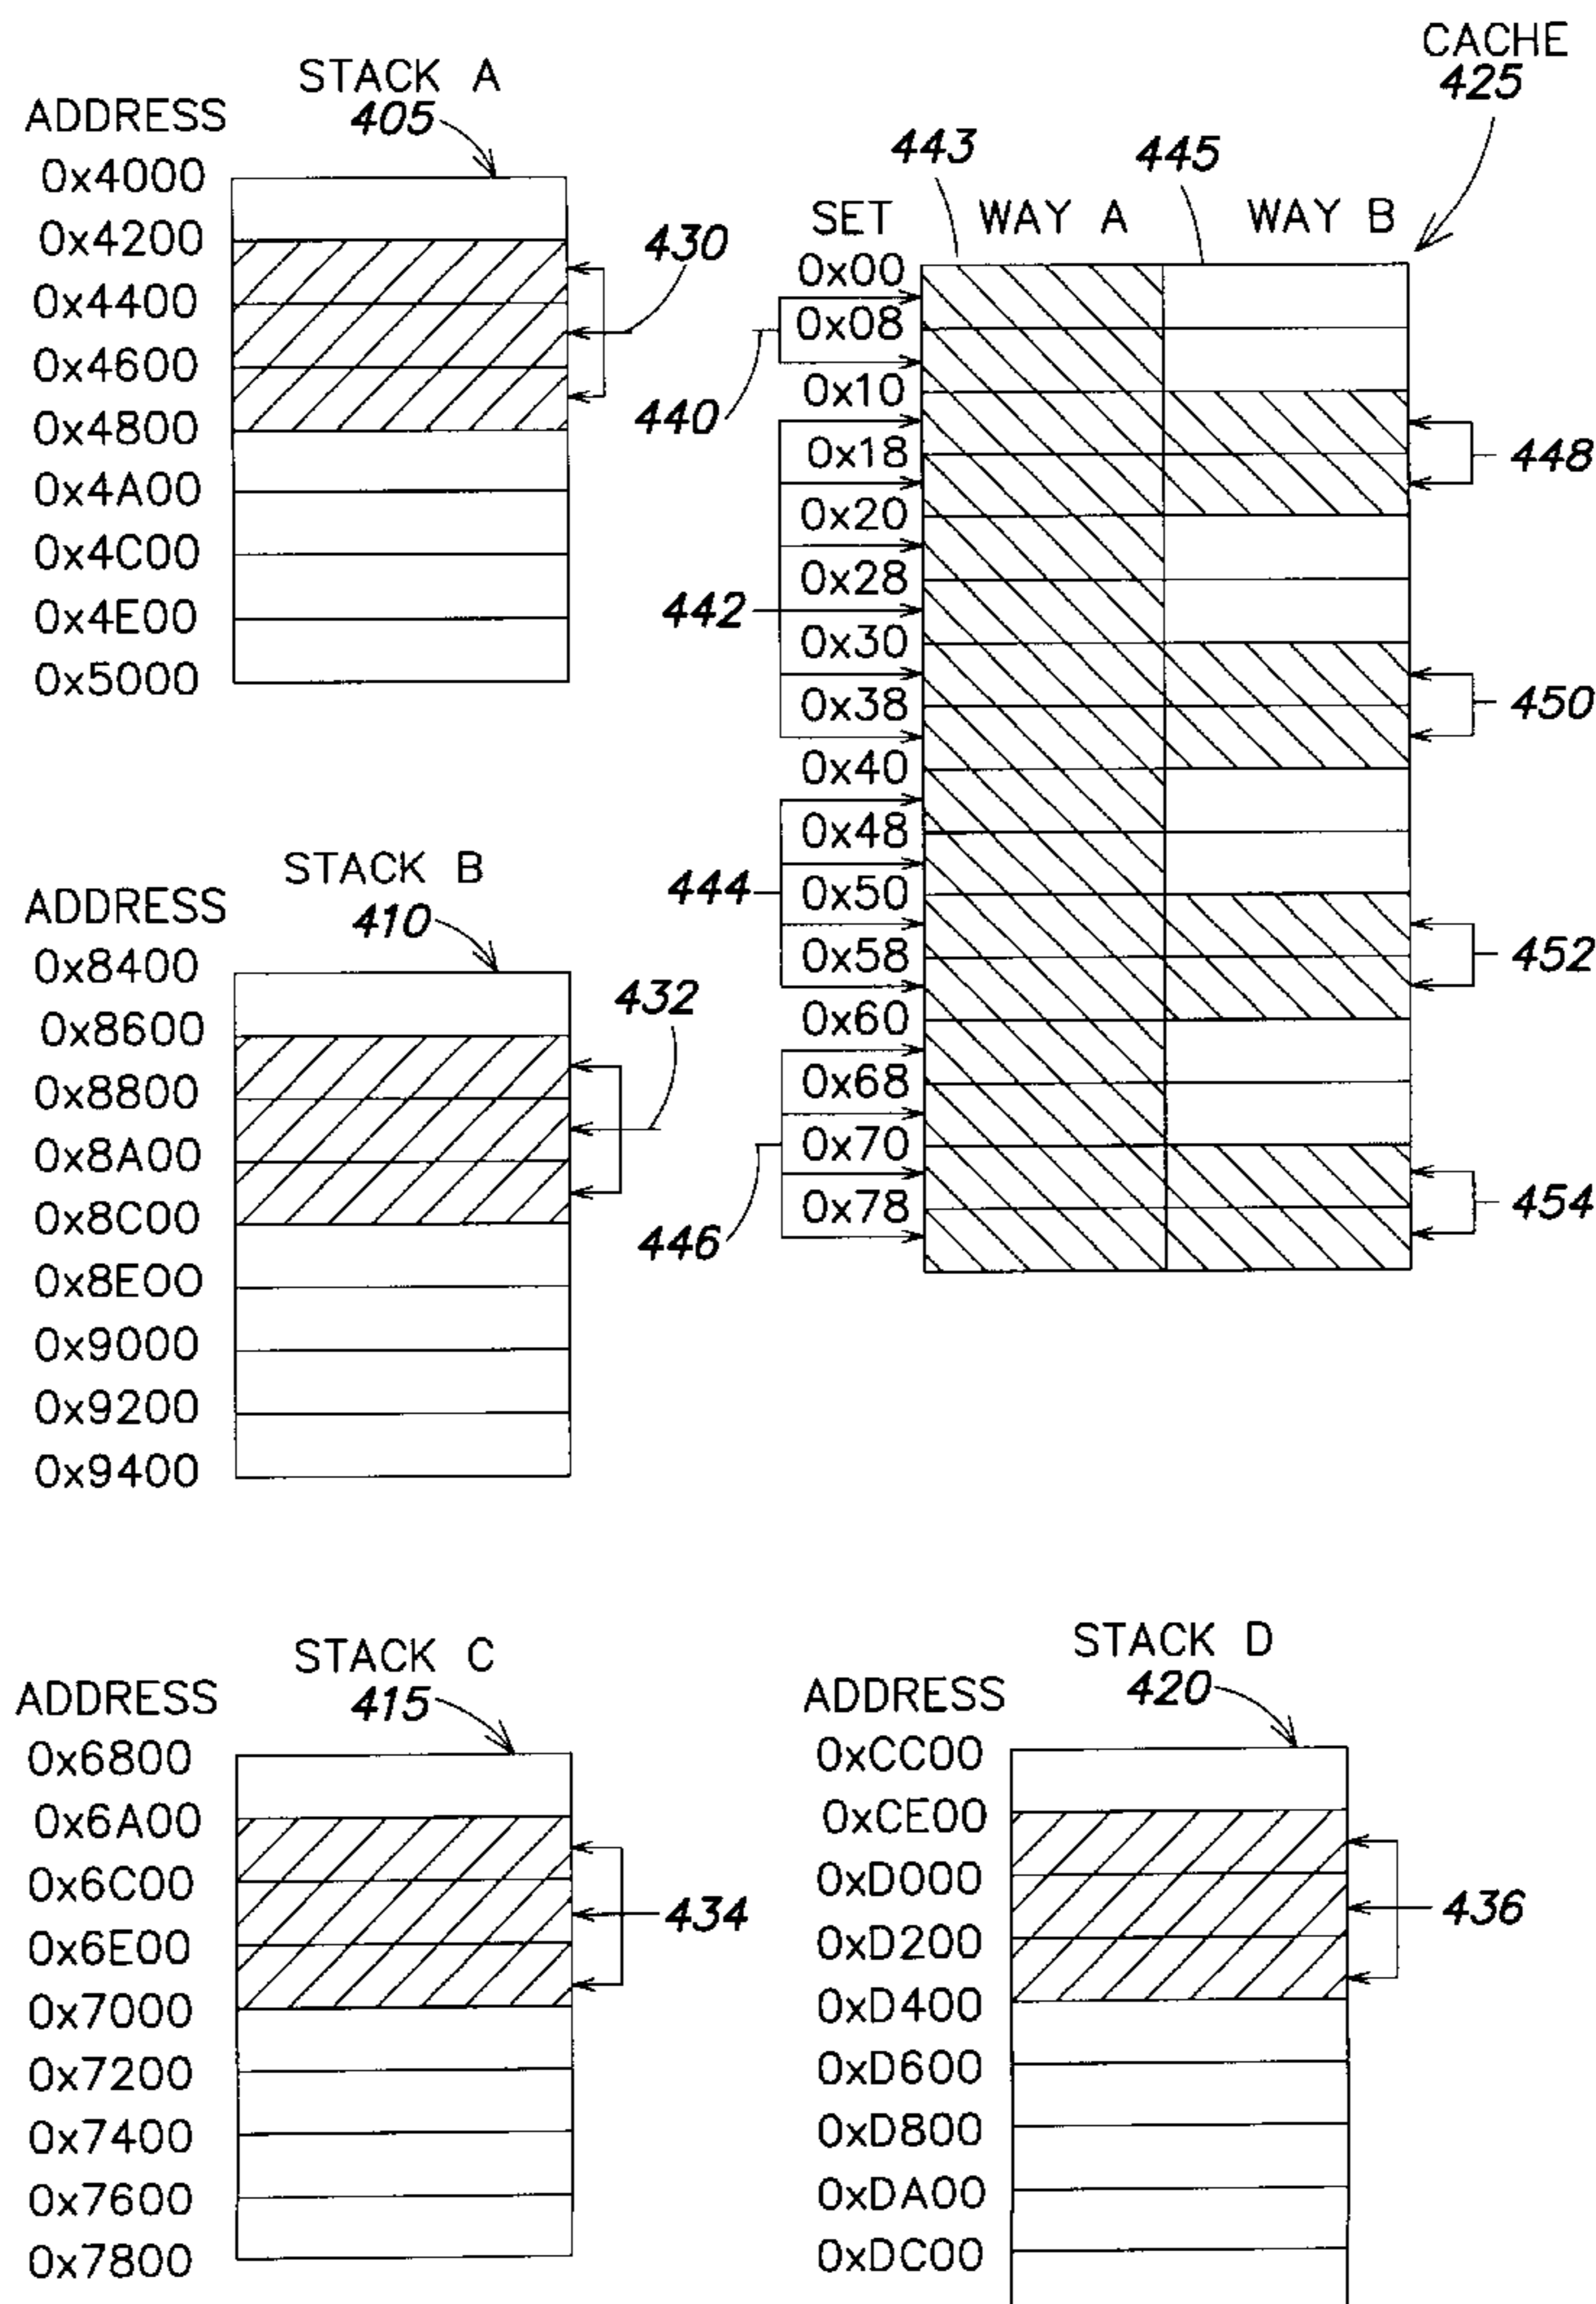 STACK A
405
ADDRESS
0x4000
0x4200
0x4400
0x4600
0x4800
0x4A00
0x4C00
0x4E00
0x5000
430
CACHE
425
443
445
SET WAY A WAY B
0x00
0x08
0x10
0x18
0x20
0x28
0x30
0x38
0x40
0x48
0x50
0x58
0x60
0x68
0x70
0x78
440
442
444
446
448
450
452
454
STACK B
410
ADDRESS
0x8400
0x8600
0x8800
0x8A00
0x8C00
0x8E00
0x9000
0x9200
0x9400
432
STACK C
415
ADDRESS
0x6800
0x6A00
0x6C00
0x6E00
0x7000
0x7200
0x7400
0x7600
0x7800
434
STACK D
420
ADDRESS
0xCC00
0xCE00
0xD000
0xD200
0xD400
0xD600
0xD800
0xDA00
0xDC00
436